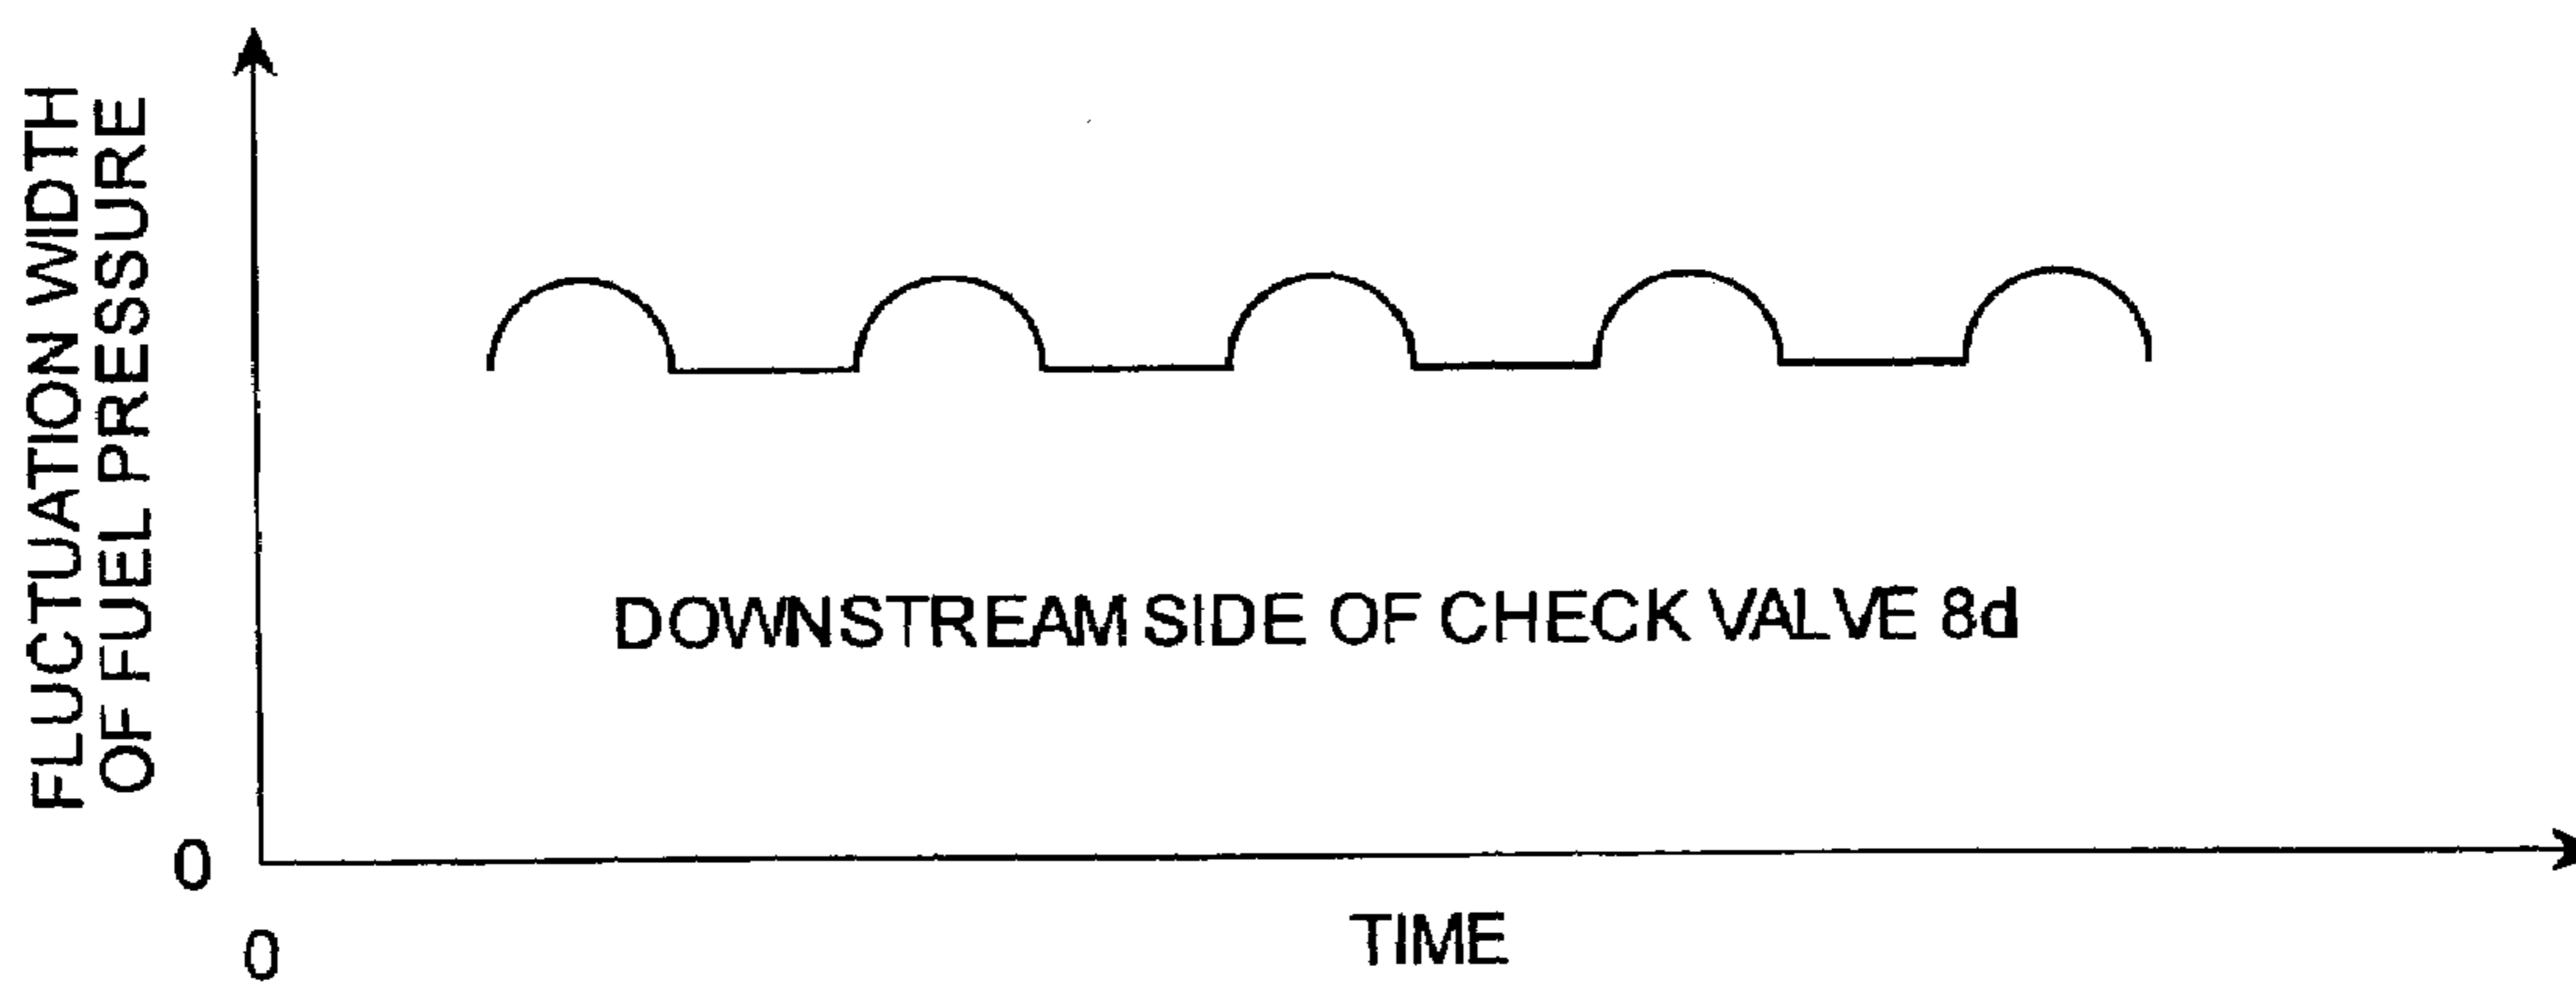 FLUCTUATION WIDTH
OF FUEL PRESSURE
DOWNSTREAM SIDE OF CHECK VALVE 8d
0
0
TIME